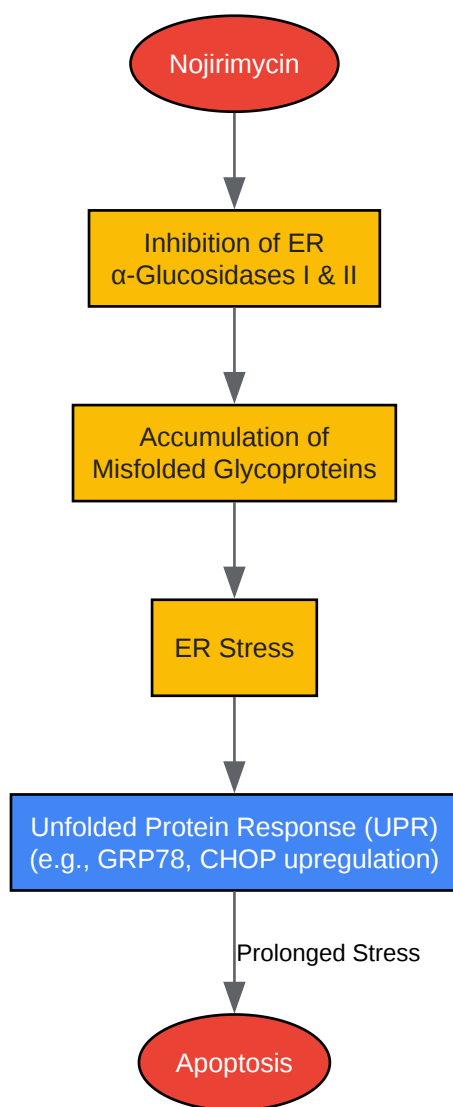 Nojirimycin
Inhibition of ER
α-Glucosidases I & II
Accumulation of
Misfolded Glycoproteins
ER Stress
Unfolded Protein Response (UPR)
(e.g., GRP78, CHOP upregulation)
Prolonged Stress
Apoptosis